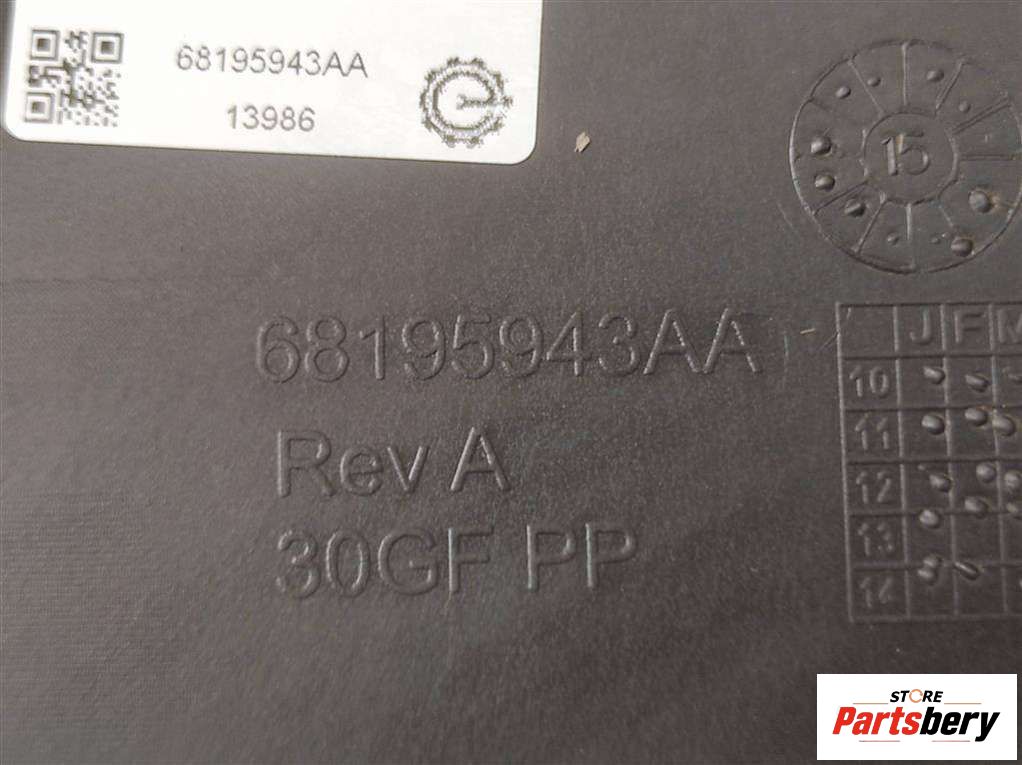 68195943AA
13986
15
68195943AA
Rev A
30GF PP
J F M
10
11
12
13
14
STORE
Partsbery